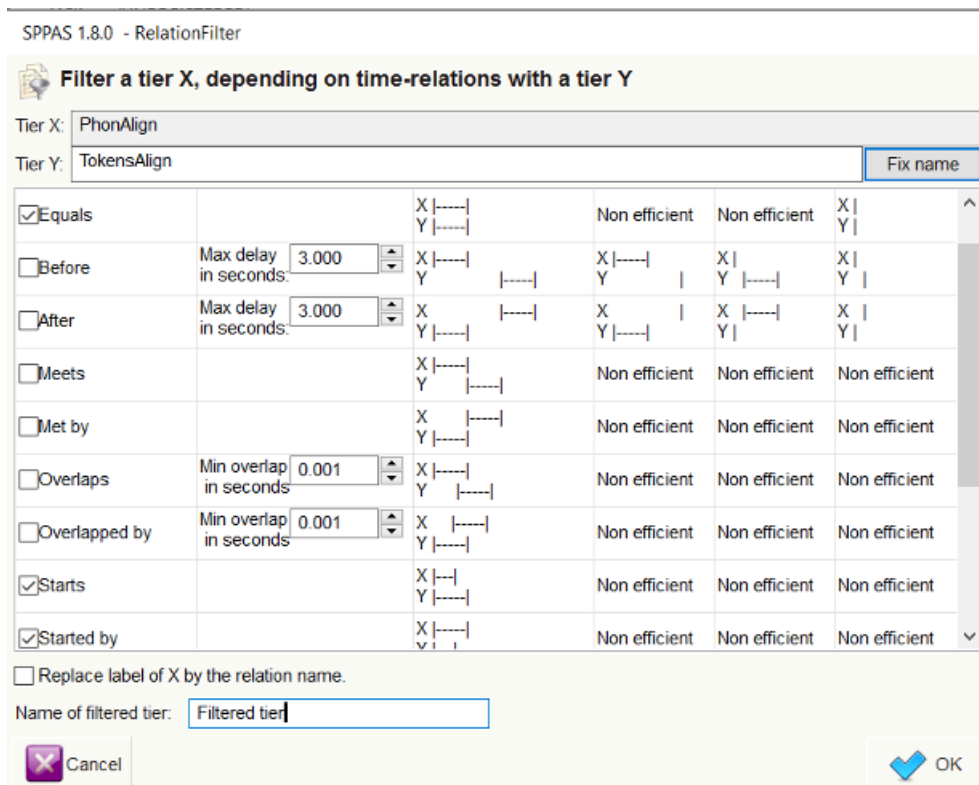 SPPAS 1.8.0 - RelationFilter
Filter a tier X, depending on time-relations with a tier Y
Tier X: PhonAlign
Tier Y: TokensAlign Fix name
Equals X |-----| Non efficient Non efficient X |
Y |-----| Y |
Before Max delay 3.000 X |-----| X |-----| X | X |
in seconds: Y |-----| Y | Y |-----| Y |
After Max delay 3.000 X |-----| X | X |-----| X |
in seconds: Y |-----| Y |-----| Y | Y |
Meets X |-----| Non efficient Non efficient Non efficient
Y |-----|
Met by X |-----| Non efficient Non efficient Non efficient
Y |-----|
Overlaps Min overlap 0.001 X |-----| Non efficient Non efficient Non efficient
in seconds Y |-----|
Overlapped by Min overlap 0.001 X |-----| Non efficient Non efficient Non efficient
in seconds Y |-----|
Starts X |---| Non efficient Non efficient Non efficient
Y |-----|
Started by X |-----| Non efficient Non efficient Non efficient
Replace label of X by the relation name.
Name of filtered tier: Filtered tier
Cancel OK